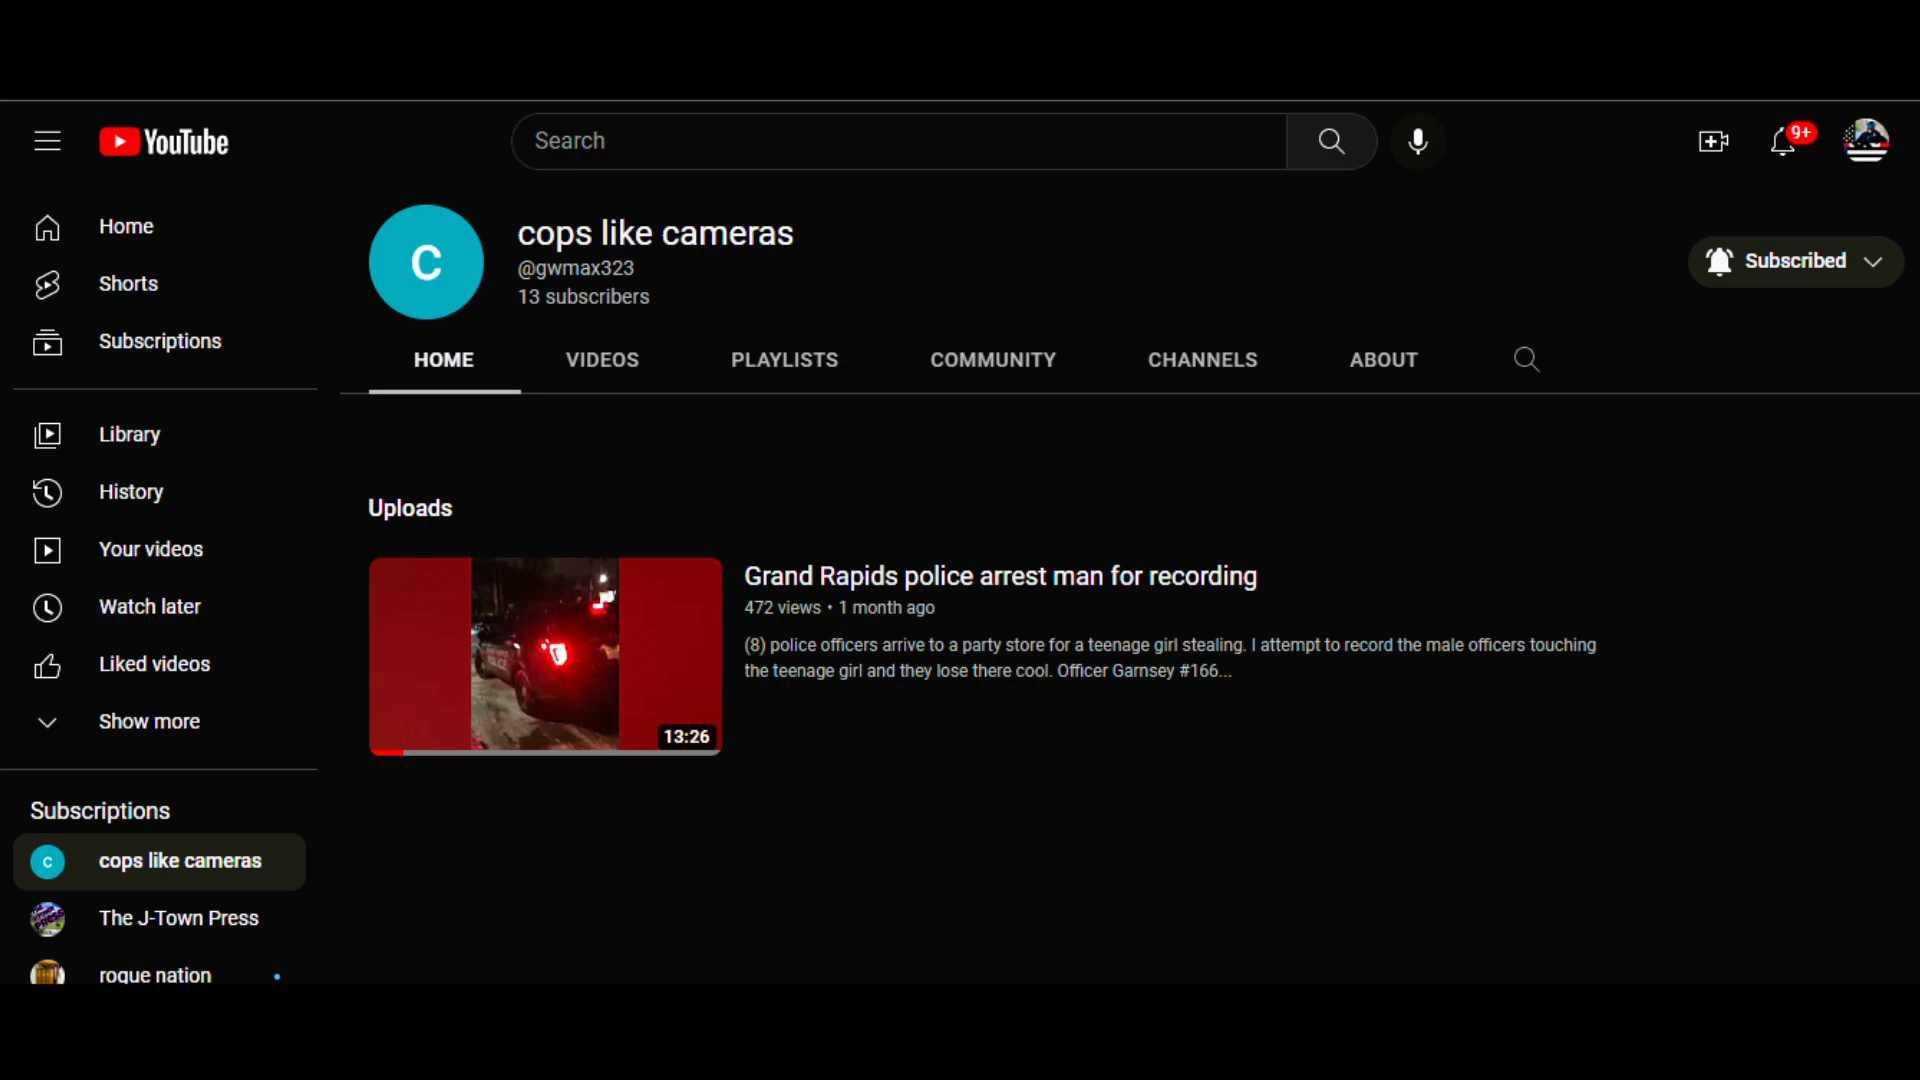 YouTube
Search
9+
Home
Shorts
Subscriptions
Library
History
Your videos
Watch later
Liked videos
Show more
Subscriptions
C cops like cameras
The J-Town Press
rogue nation
C
cops like cameras
@gwmax323
13 subscribers
Subscribed
HOME VIDEOS PLAYLISTS COMMUNITY CHANNELS ABOUT
Uploads
13:26
Grand Rapids police arrest man for recording
472 views • 1 month ago
(8) police officers arrive to a party store for a teenage girl stealing. I attempt to record the male officers touching
the teenage girl and they lose there cool. Officer Garnsey #166...